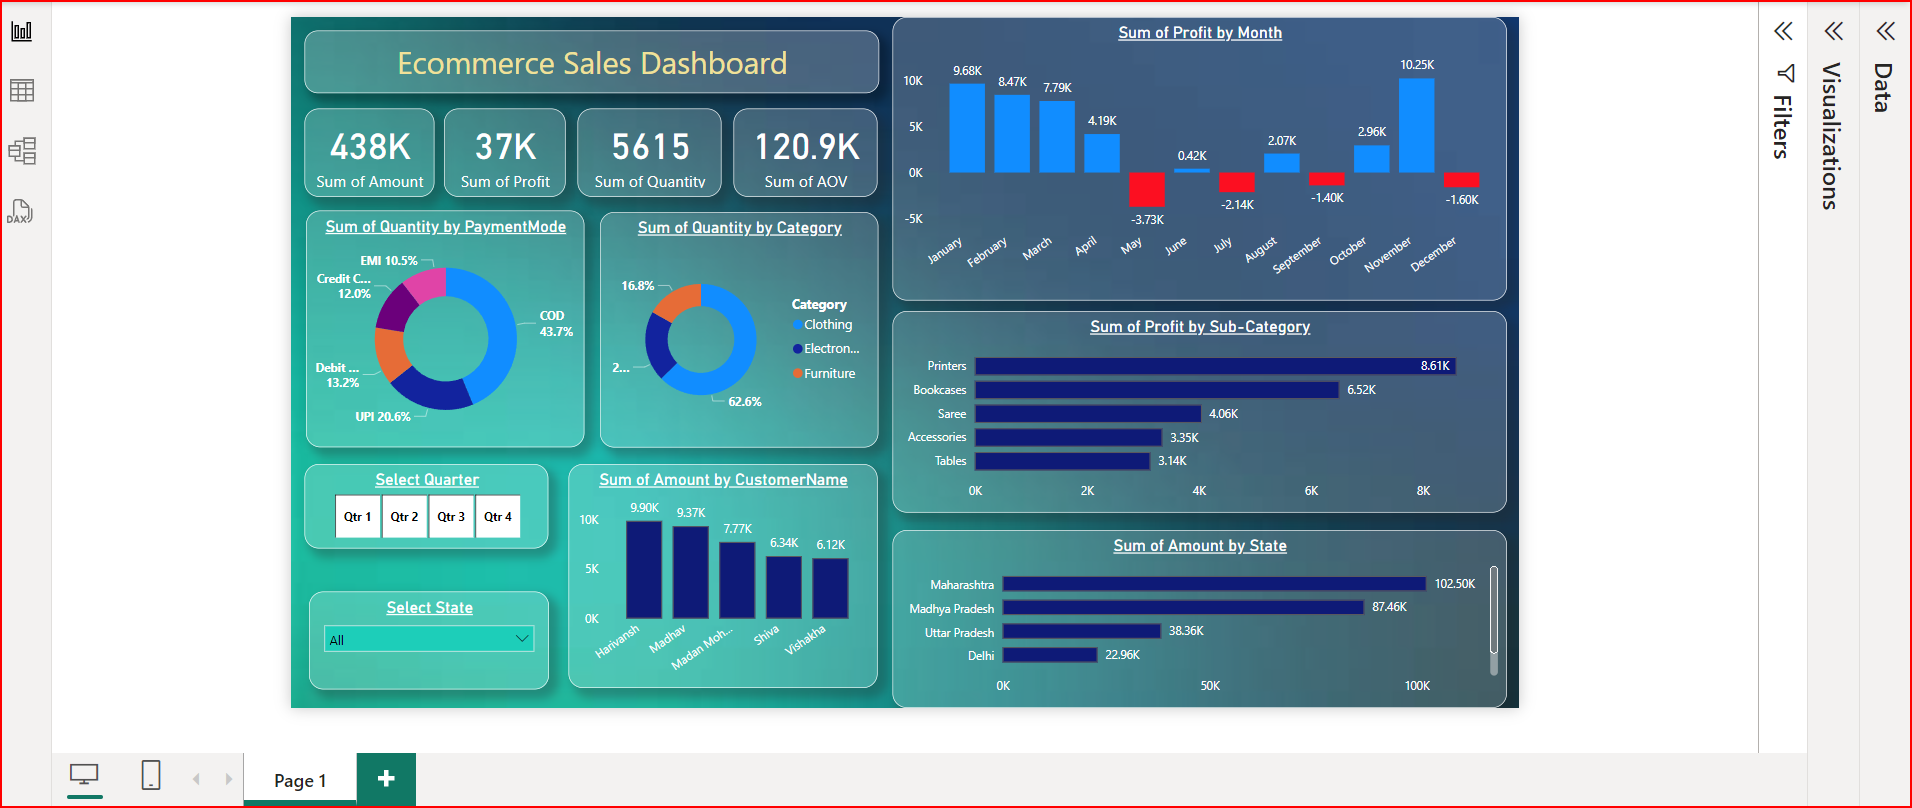 Ecommerce Sales Dashboard
438K
Sum of Amount
37K
Sum of Profit
5615
Sum of Quantity
120.9K
Sum of AOV
Sum of Quantity by PaymentMode
EMI 10.5%
Credit C...
12.0%
COD
43.7%
Debit ...
13.2%
UPI 20.6%
Sum of Quantity by Category
16.8%
2...
62.6%
Category
Clothing
Electron...
Furniture
Select Quarter
Qtr 1 Qtr 2 Qtr 3 Qtr 4
Select State
All
Sum of Amount by CustomerName
10K
5K
0K
9.90K
9.37K
7.77K
6.34K
6.12K
Harivansh
Madhav
Madan Moh...
Shiva
Vishakha
Sum of Profit by Month
10K
5K
0K
-5K
9.68K
8.47K
7.79K
4.19K
-3.73K
0.42K
-2.14K
2.07K
-1.40K
2.96K
10.25K
-1.60K
January
February
March
April
May
June
July
August
September
October
November
December
Sum of Profit by Sub-Category
Printers 8.61K
Bookcases 6.52K
Saree 4.06K
Accessories 3.35K
Tables 3.14K
0K 2K 4K 6K 8K
Sum of Amount by State
Maharashtra 102.50K
Madhya Pradesh 87.46K
Uttar Pradesh 38.36K
Delhi 22.96K
0K 50K 100K
Filters
Visualizations
Data
DAX
Page 1